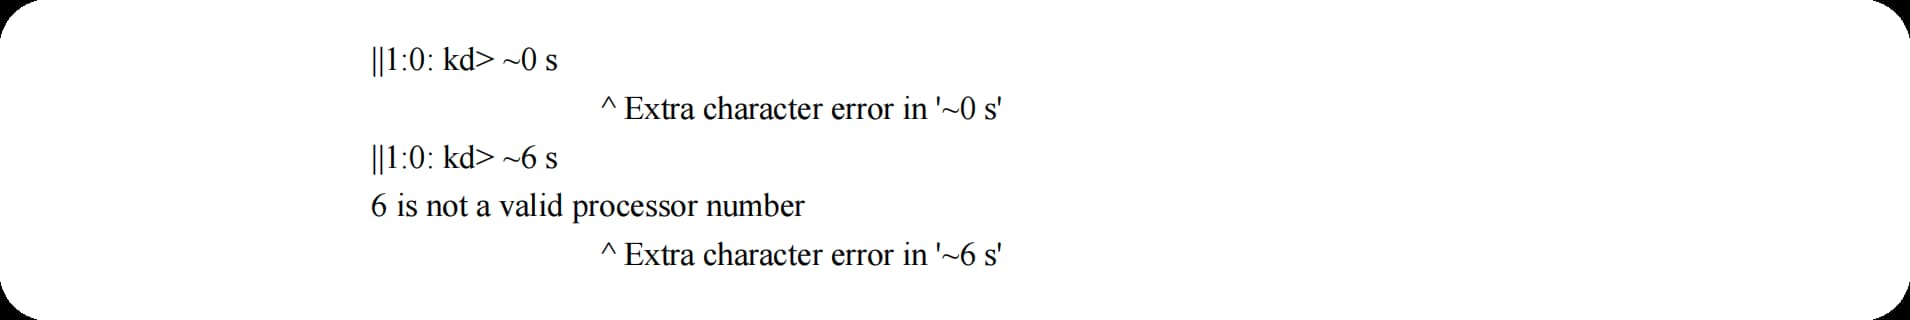 ||1:0: kd> ~0 s
^ Extra character error in '~0 s'
||1:0: kd> ~6 s
6 is not a valid processor number
^ Extra character error in '~6 s'